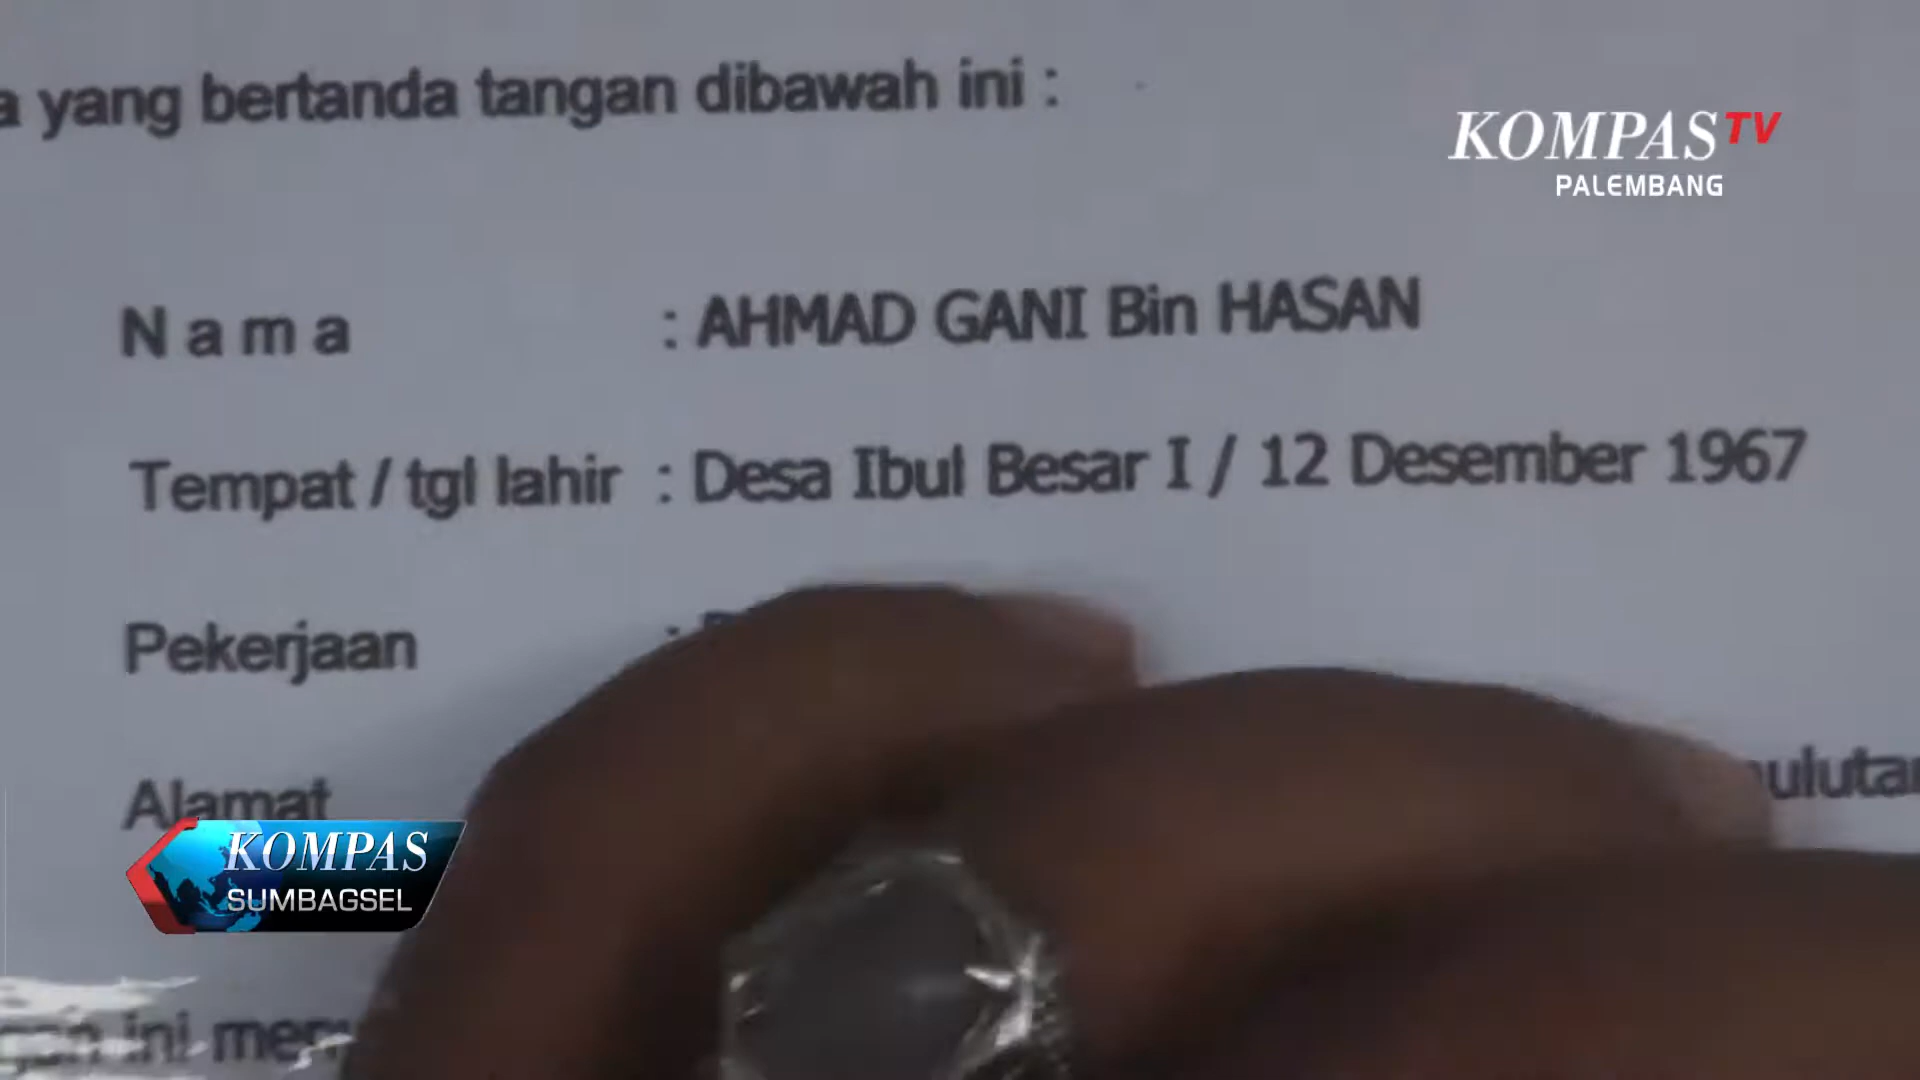 yang bertanda tangan dibawah ini :
KOMPAS TV
PALEMBANG
N a m a : AHMAD GANI Bin HASAN
Tempat / tgl lahir : Desa Ibul Besar I / 12 Desember 1967
Pekerjaan :
Alamat
KOMPAS
SUMBAGSEL
ini